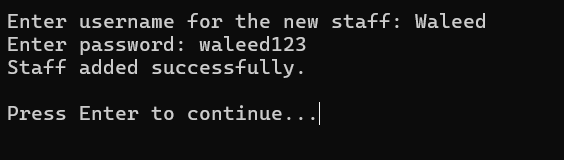 Enter username for the new staff: Waleed
Enter password: waleed123
Staff added successfully.
Press Enter to continue...